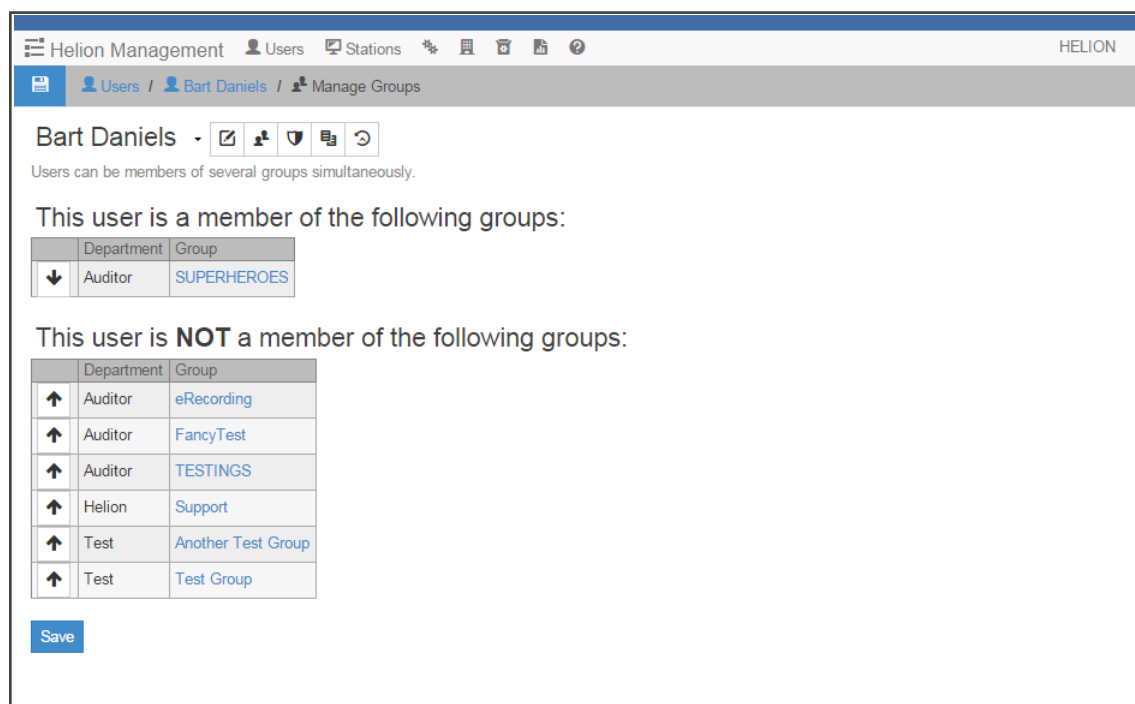 Helion Management Users Stations HELION
Users / Bart Daniels / Manage Groups
Bart Daniels
Users can be members of several groups simultaneously.
This user is a member of the following groups:
Department Group
Auditor SUPERHEROES
This user is NOT a member of the following groups:
Department Group
Auditor eRecording
Auditor FancyTest
Auditor TESTINGS
Helion Support
Test Another Test Group
Test Test Group
Save